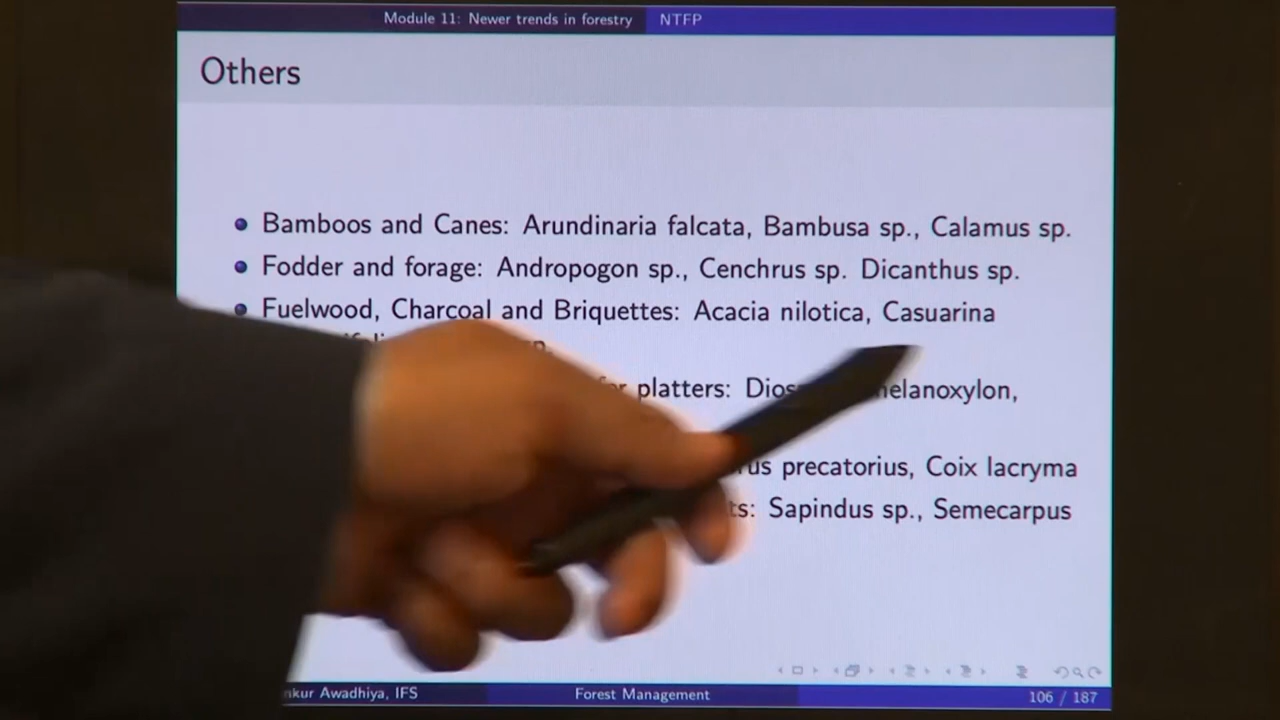 Module 11: Newer trends in forestry NTFP
Others
Bamboos and Canes: Arundinaria falcata, Bambusa sp., Calamus sp.
Fodder and forage: Andropogon sp., Cenchrus sp. Dicanthus sp.
Fuelwood, Charcoal and Briquettes: Acacia nilotica, Casuarina
platters:
precatorius, Coix lacryma
Sapindus sp., Semecarpus
Awadhiya, IFS Forest Management 106 / 187